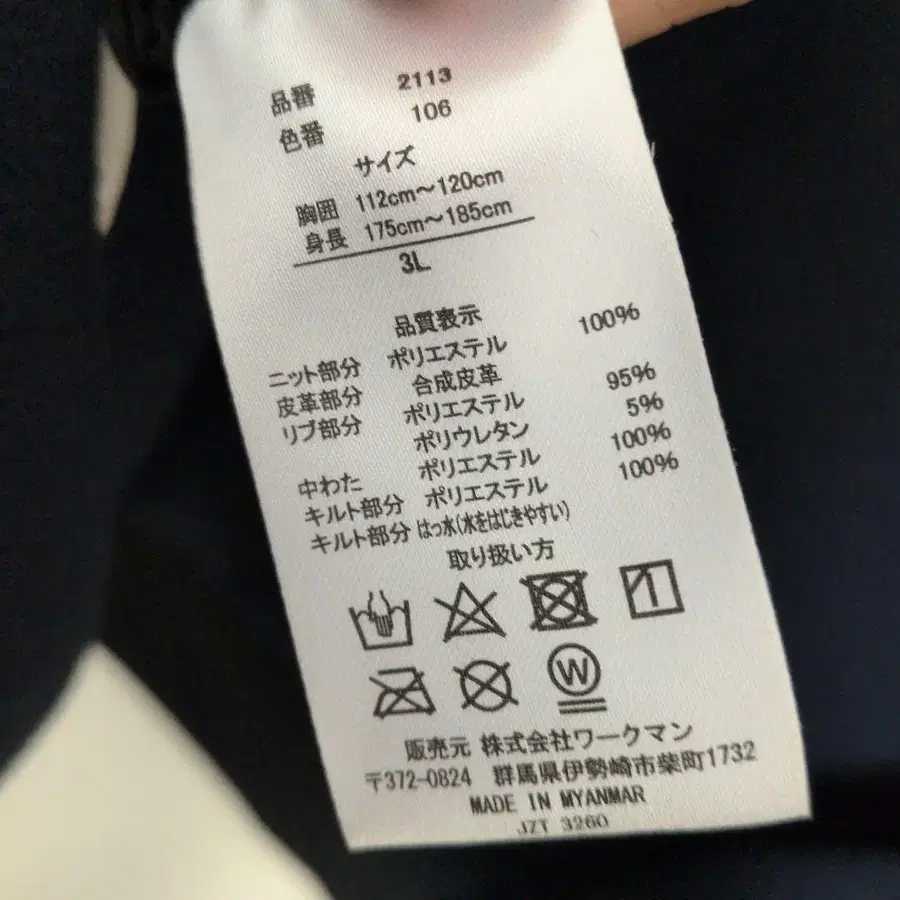 品番 2113
色番 106
サイズ
胸囲 112cm～120cm
身長 175cm～185cm
3L
品質表示
ニット部分 ポリエステル 100%
皮革部分 合成皮革
リブ部分 ポリエステル 95%
ポリウレタン 5%
中わた ポリエステル 100%
キルト部分 ポリエステル 100%
キルト部分 はっ水(水をはじきやすい)
取り扱い方
W
販売元 株式会社ワークマン
〒372-0824 群馬県伊勢崎市柴町1732
MADE IN MYANMAR
JZT 3260